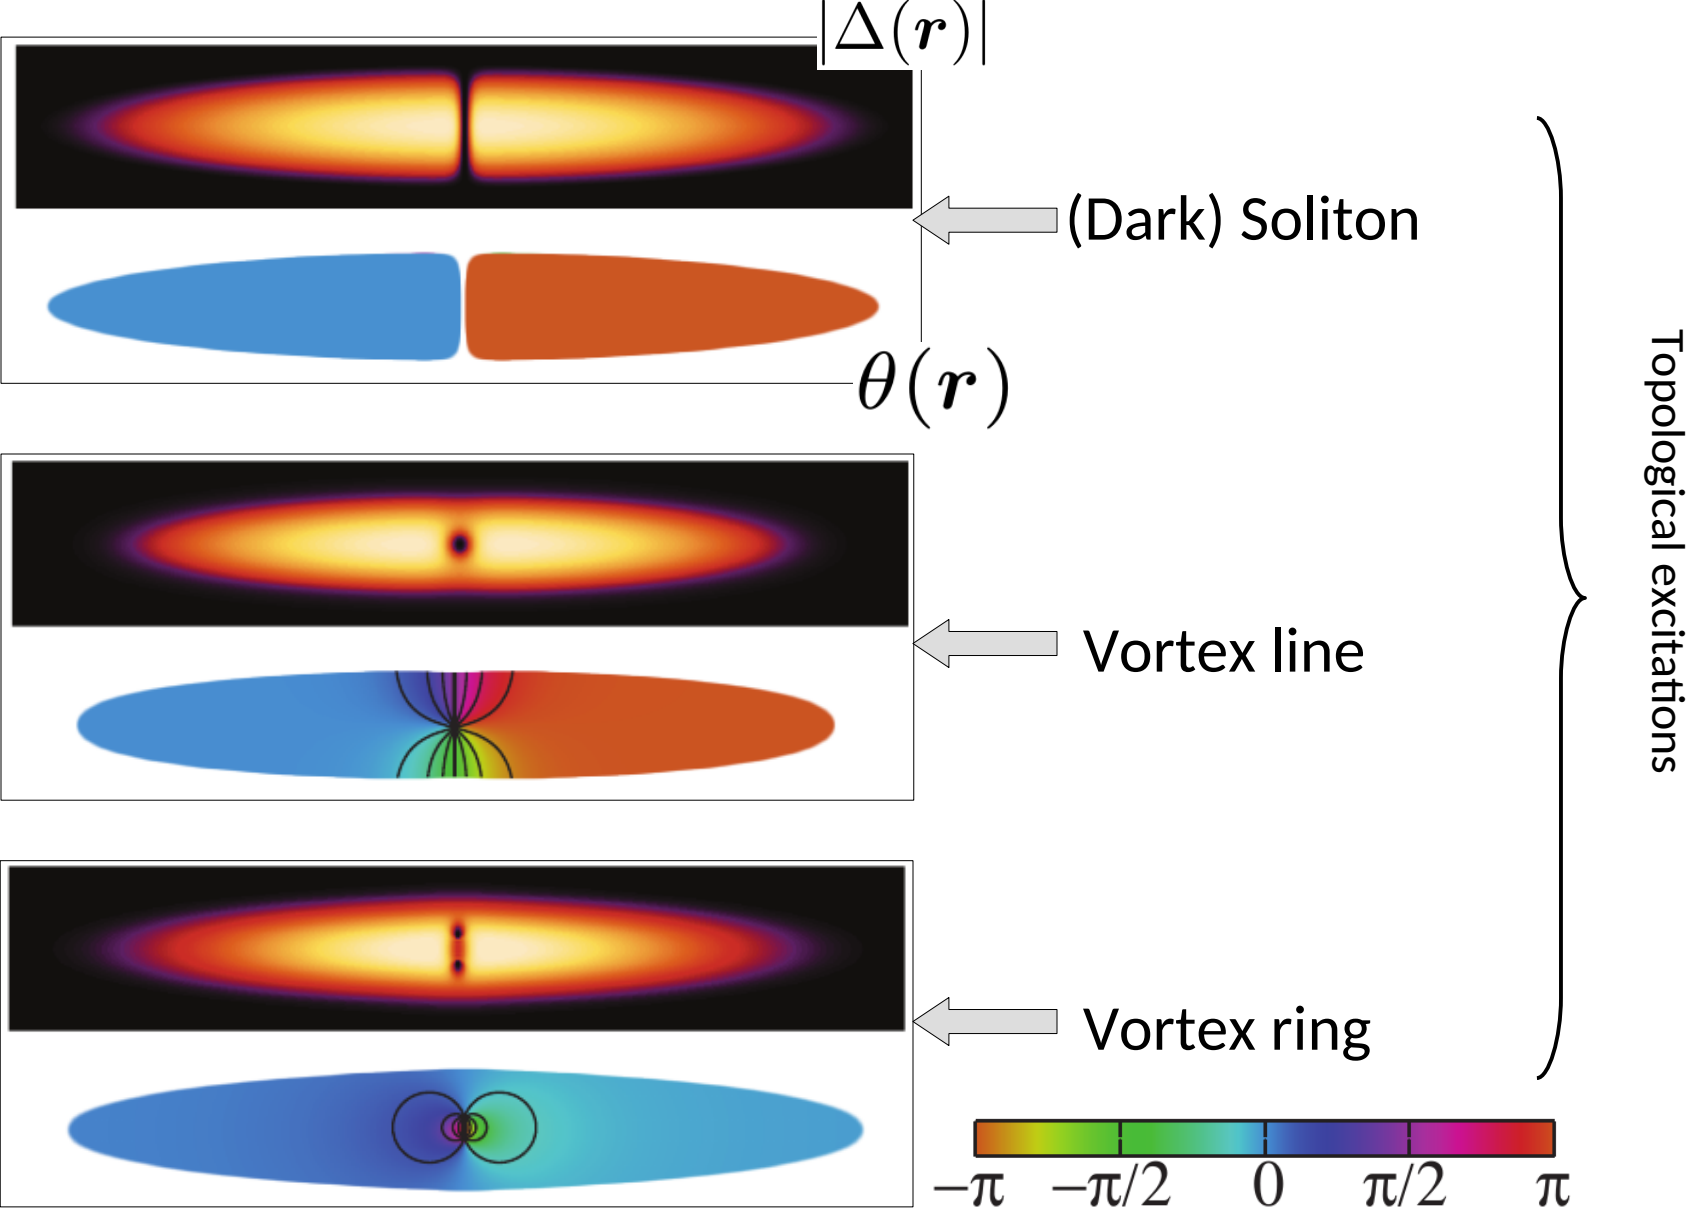 |Δ(r)|
(Dark) Soliton
θ(r)
Vortex line
Vortex ring
Topological excitations
−π −π/2 0 π/2 π